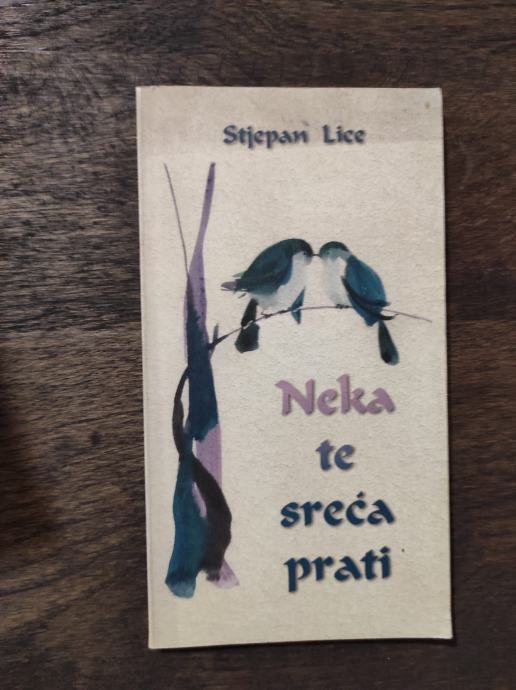 Stjepan Lice
Neka
te
sreća
prati